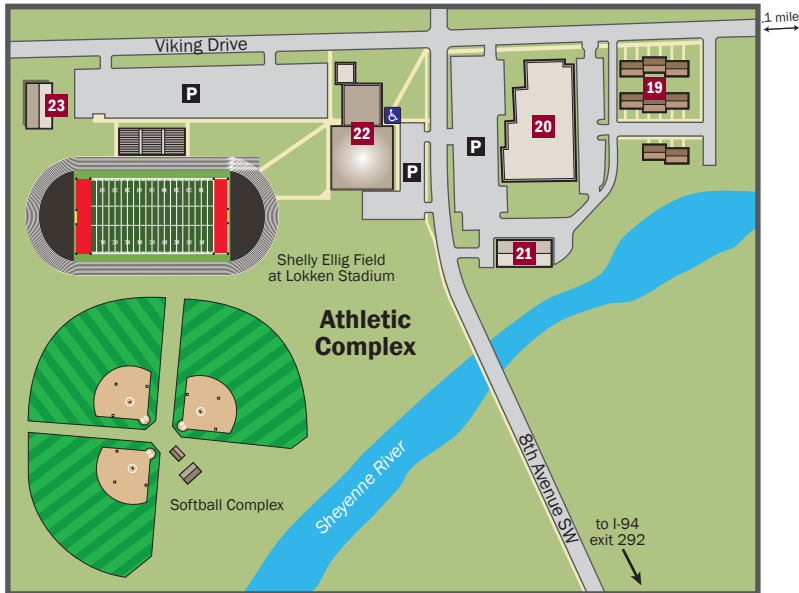 .1 mile
Viking Drive
P
23
19
20
22
P
P
21
Shelly Ellig Field
at Lokken Stadium
Athletic
Complex
Softball Complex
Sheyenne River
8th Avenue SW
to I-94
exit 292